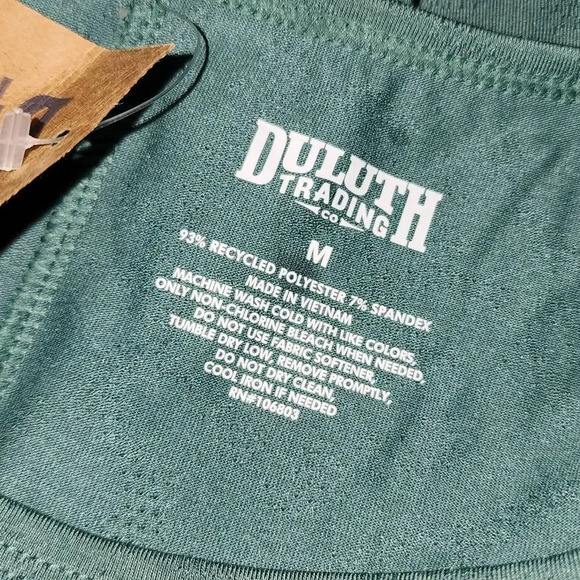 DULUTH
TRADING
CO
M
93% RECYCLED POLYESTER 7% SPANDEX
MADE IN VIETNAM
MACHINE WASH COLD WITH LIKE COLORS,
ONLY NON-CHLORINE BLEACH WHEN NEEDED,
DO NOT USE FABRIC SOFTENER,
TUMBLE DRY LOW, REMOVE PROMPTLY,
DO NOT DRY CLEAN,
COOL IRON IF NEEDED
RN#106803